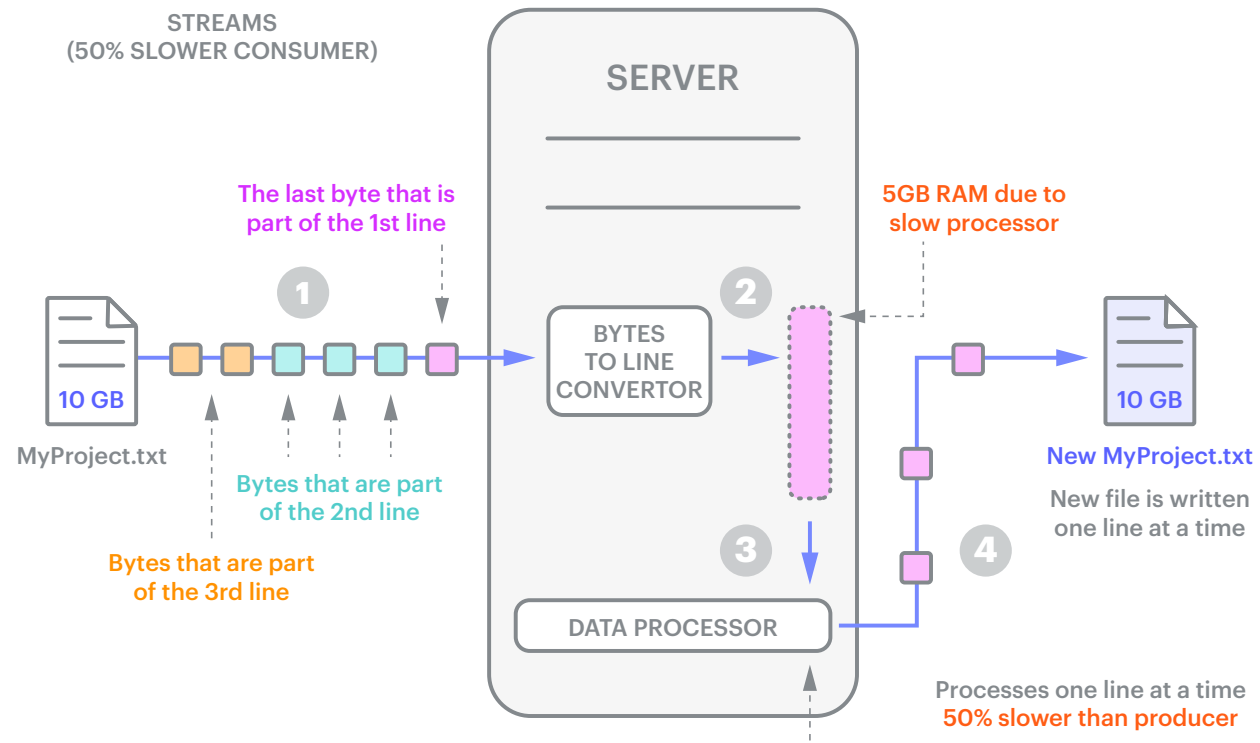 STREAMS
(50% SLOWER CONSUMER)
SERVER
The last byte that is
part of the 1st line
5GB RAM due to
slow processor
1
2
BYTES
TO LINE
CONVERTOR
10 GB
MyProject.txt
10 GB
New MyProject.txt
New file is written
one line at a time
Bytes that are part
of the 2nd line
Bytes that are part
of the 3rd line
3
4
DATA PROCESSOR
Processes one line at a time
50% slower than producer